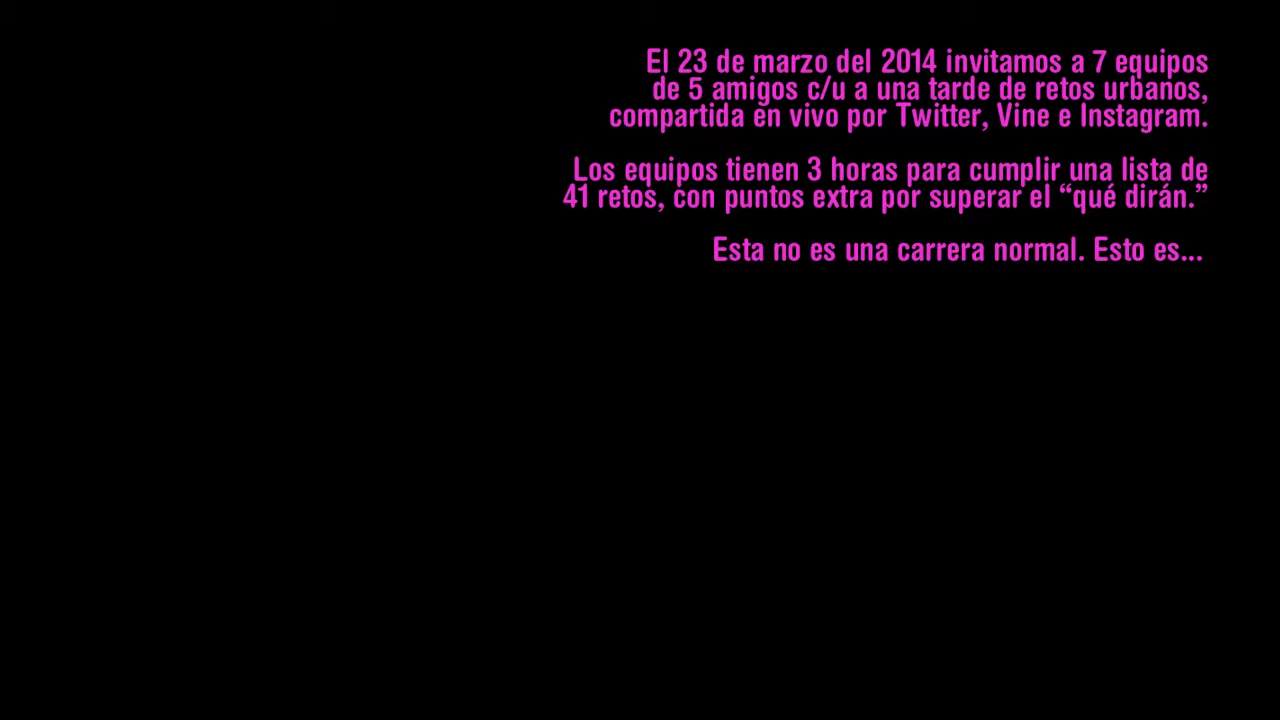 El 23 de marzo del 2014 invitamos a 7 equipos
de 5 amigos c/u a una tarde de retos urbanos,
compartida en vivo por Twitter, Vine e Instagram.
Los equipos tienen 3 horas para cumplir una lista de
41 retos, con puntos extra por superar el “qué dirán.”
Esta no es una carrera normal. Esto es...